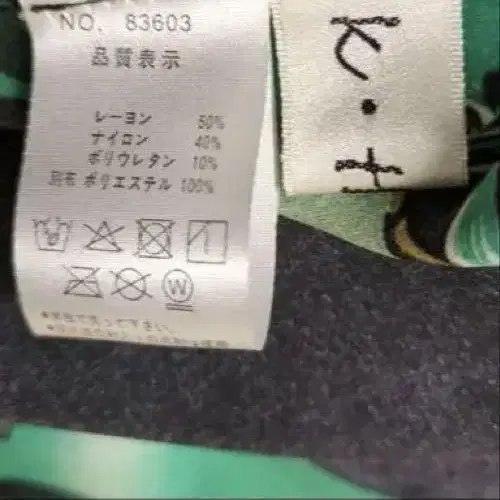 NO. 83603
品質表示
レーヨン 50%
ナイロン 40%
ポリウレタン 10%
別布 ポリエステル 100%
W
k・t